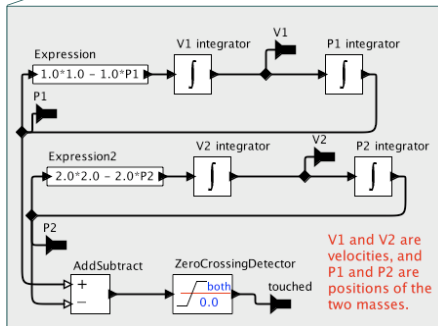 V1
V1 integrator
P1 integrator
Expression
1.0*1.0 - 1.0*P1
∫
∫
P1
V2
V2 integrator
P2 integrator
Expression2
2.0*2.0 - 2.0*P2
∫
∫
P2
AddSubtract
ZeroCrossingDetector
+
−
both
0.0
touched
V1 and V2 are
velocities, and
P1 and P2 are
positions of the
two masses.